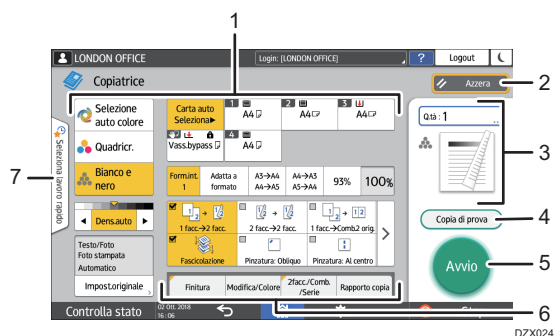 1
LONDON OFFICE
Login: [LONDON OFFICE]
?
Logout
Copiatrice
Azzera
2
Selezione
auto colore
Quadricr.
Bianco e
nero
Carta auto
Seleziona▶
1
A4
2
A4
3
A4
Vass.bypass
4
A4
Q.tà : 1
3
7
Seleziona lavoro rapido
Form.int.
1
Adatta a
formato
A3→A4
A4→A5
A4→A3
A5→A4
93%
100%
Dens.auto
1 facc.→2 facc.
2 facc.→2 facc.
1 facc.→Comb.2 orig.
Fascicolazione
Pinzatura: Obliquo
Pinzatura: Al centro
Testo/Foto
Foto stampata
Automatico
Impost.originale
Copia di prova
4
Avvio
5
Finitura
Modifica/Colore
2facc./Comb.
/Serie
Rapporto copia
6
Controlla stato
02 Ott. 2018
16 : 06
DZX024